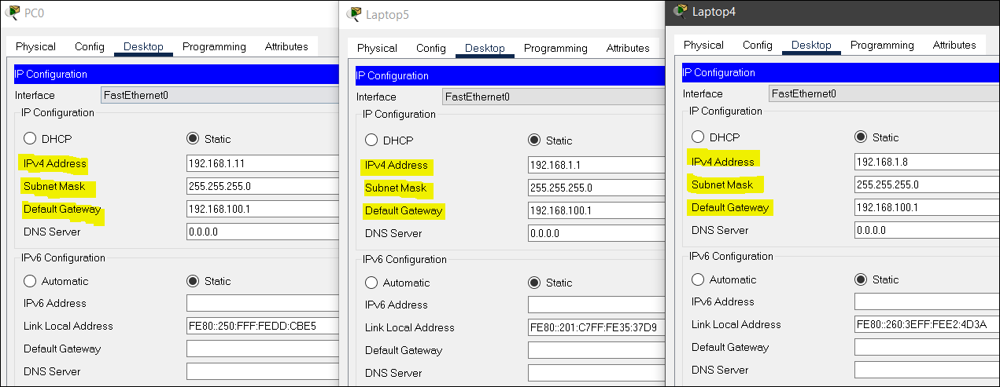 PC0
Physical Config Desktop Programming Attributes
IP Configuration
Interface FastEthernet0
IP Configuration
DHCP Static
IPv4 Address 192.168.1.11
Subnet Mask 255.255.255.0
Default Gateway 192.168.100.1
DNS Server 0.0.0.0
IPv6 Configuration
Automatic Static
IPv6 Address
Link Local Address FE80::250:FFF:FEDD:CBE5
Default Gateway
DNS Server
Laptop5
Physical Config Desktop Programming Attributes
IP Configuration
Interface FastEthernet0
IP Configuration
DHCP Static
IPv4 Address 192.168.1.1
Subnet Mask 255.255.255.0
Default Gateway 192.168.100.1
DNS Server 0.0.0.0
IPv6 Configuration
Automatic Static
IPv6 Address
Link Local Address FE80::201:C7FF:FE35:37D9
Default Gateway
DNS Server
Laptop4
Physical Config Desktop Programming Attributes
IP Configuration
Interface FastEthernet0
IP Configuration
DHCP Static
IPv4 Address 192.168.1.8
Subnet Mask 255.255.255.0
Default Gateway 192.168.100.1
DNS Server 0.0.0.0
IPv6 Configuration
Automatic Static
IPv6 Address
Link Local Address FE80::260:3EFF:FEE2:4D3A
Default Gateway
DNS Server